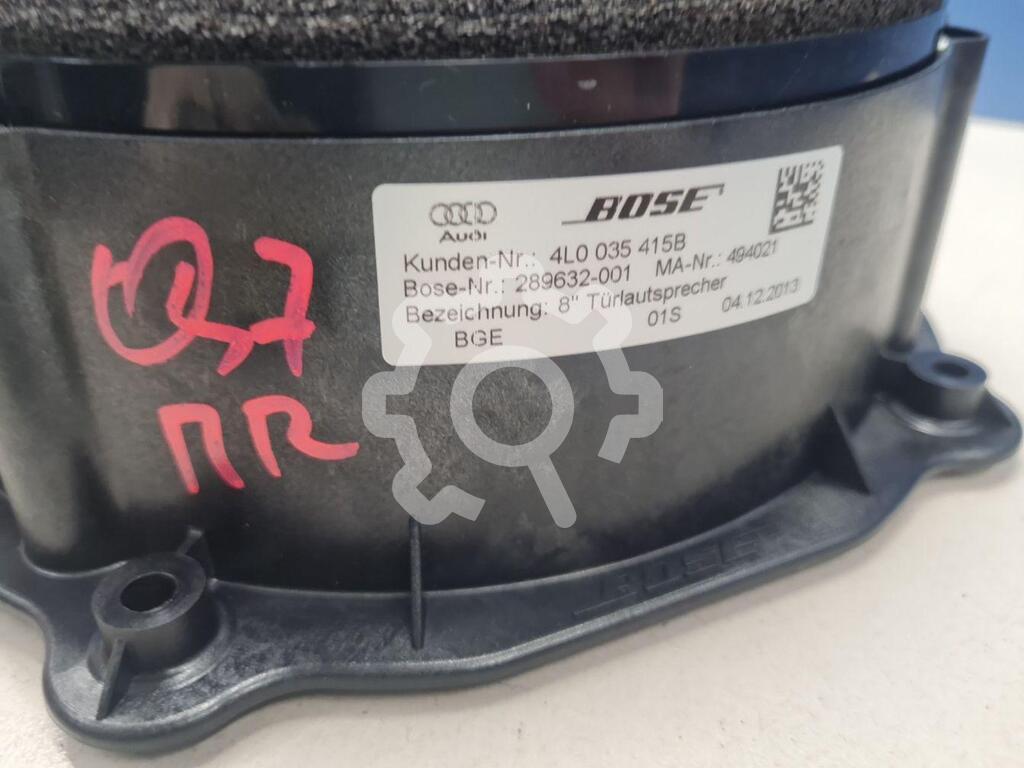 Q7
ПR
Audi
BOSE
Kunden-Nr.: 4L0 035 415B
Bose-Nr.: 289632-001 MA-Nr.: 494021
Bezeichnung: 8" Türlautsprecher
BGE 01S 04.12.2013
BOSE